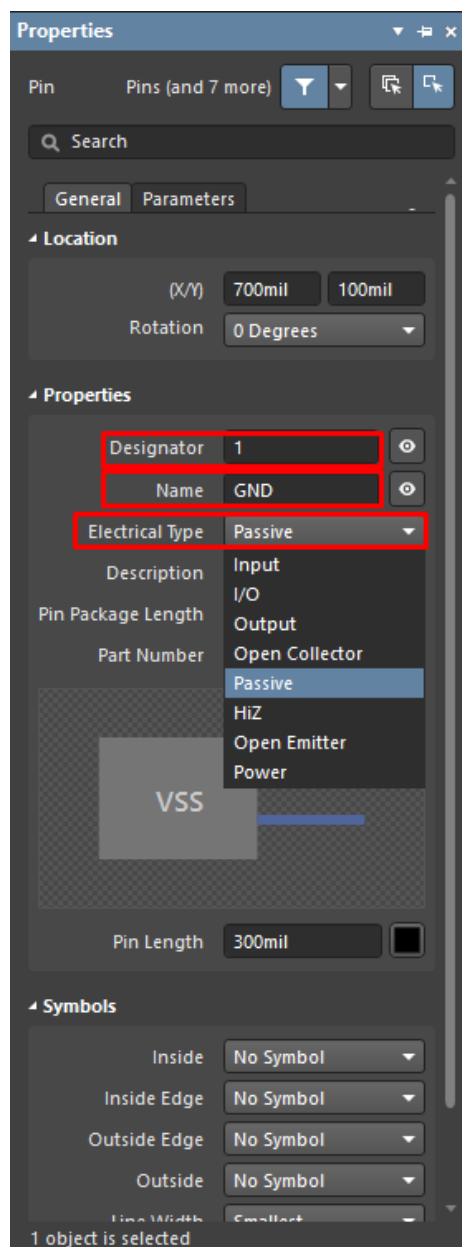 Properties
Pin Pins (and 7 more)
Search
General Parameters
Location
(X/Y) 700mil 100mil
Rotation 0 Degrees
Properties
Designator 1
Name GND
Electrical Type Passive
Description Input
I/O
Pin Package Length
Output
Part Number Open Collector
Passive
HiZ
Open Emitter
Power
VSS
Pin Length 300mil
Symbols
Inside No Symbol
Inside Edge No Symbol
Outside Edge No Symbol
Outside No Symbol
Line Width Smallest
1 object is selected